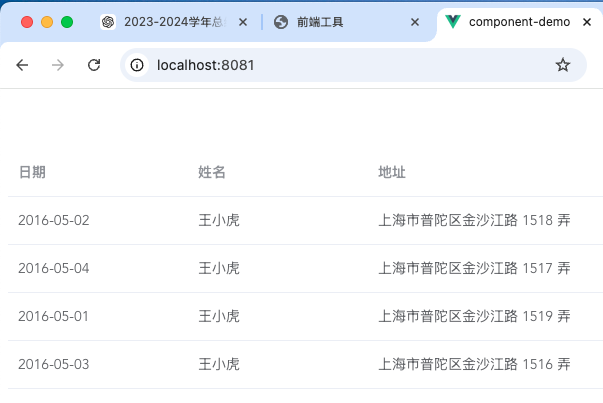 2023-2024学年总
前端工具
component-demo
localhost:8081
日期 姓名 地址
2016-05-02 王小虎 上海市普陀区金沙江路 1518 弄
2016-05-04 王小虎 上海市普陀区金沙江路 1517 弄
2016-05-01 王小虎 上海市普陀区金沙江路 1519 弄
2016-05-03 王小虎 上海市普陀区金沙江路 1516 弄